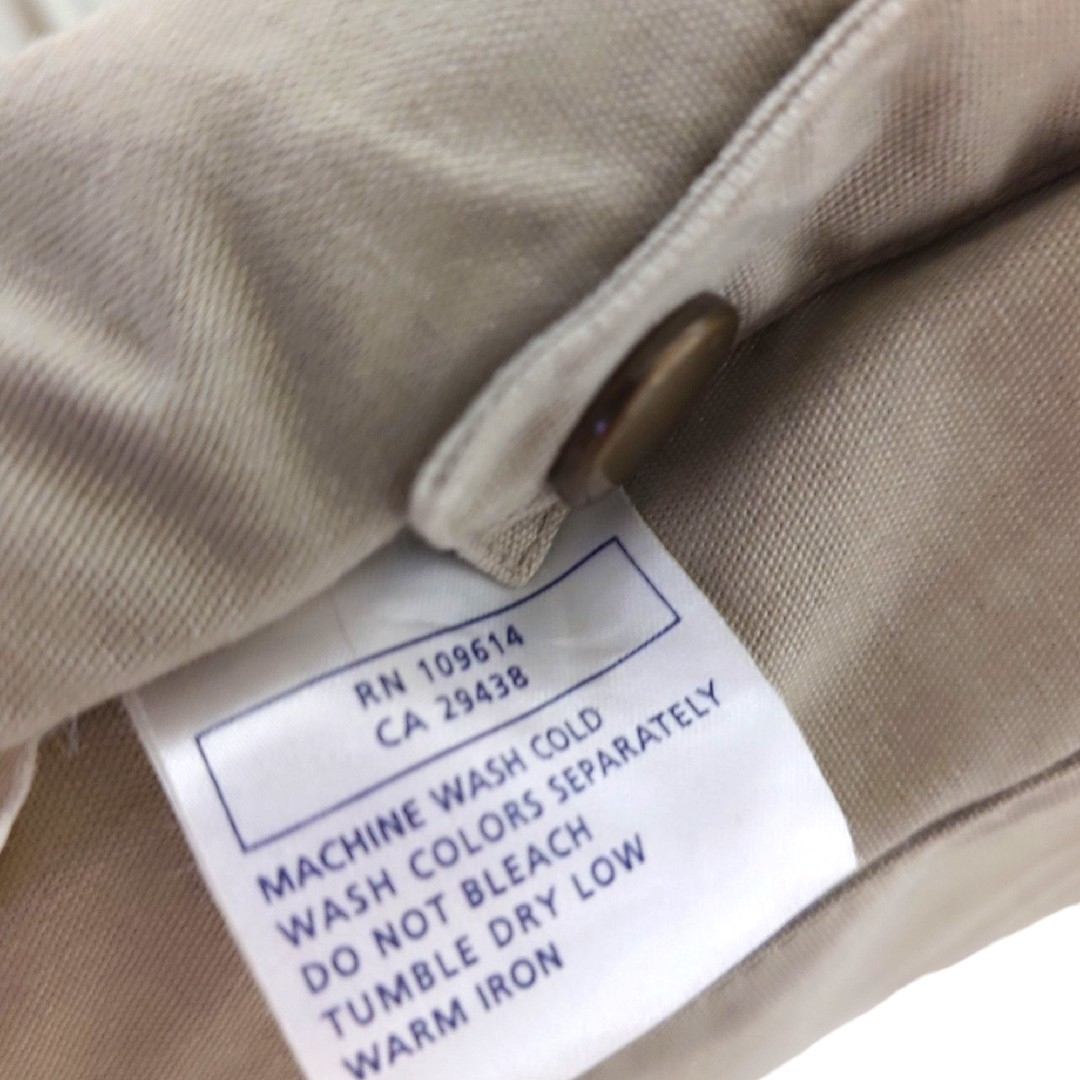 RN 109614
CA 29438
MACHINE WASH COLD
WASH COLORS SEPARATELY
DO NOT BLEACH
TUMBLE DRY LOW
WARM IRON